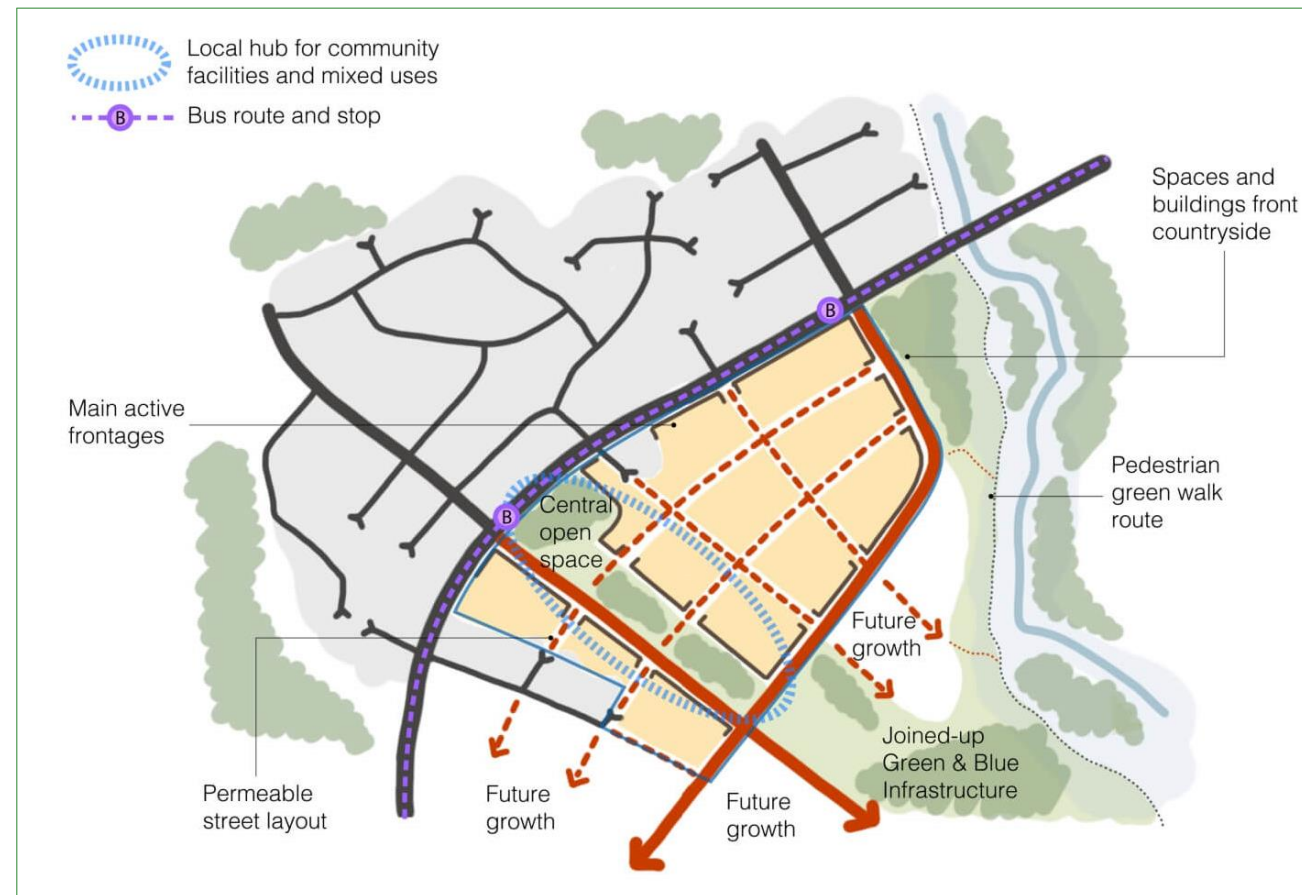 Local hub for community
facilities and mixed uses
B
Bus route and stop
Spaces and
buildings front
countryside
B
Main active
frontages
Pedestrian
green walk
route
B
Central
open
space
Future
growth
Joined-up
Green & Blue
Infrastructure
Permeable
street layout
Future
growth
Future
growth